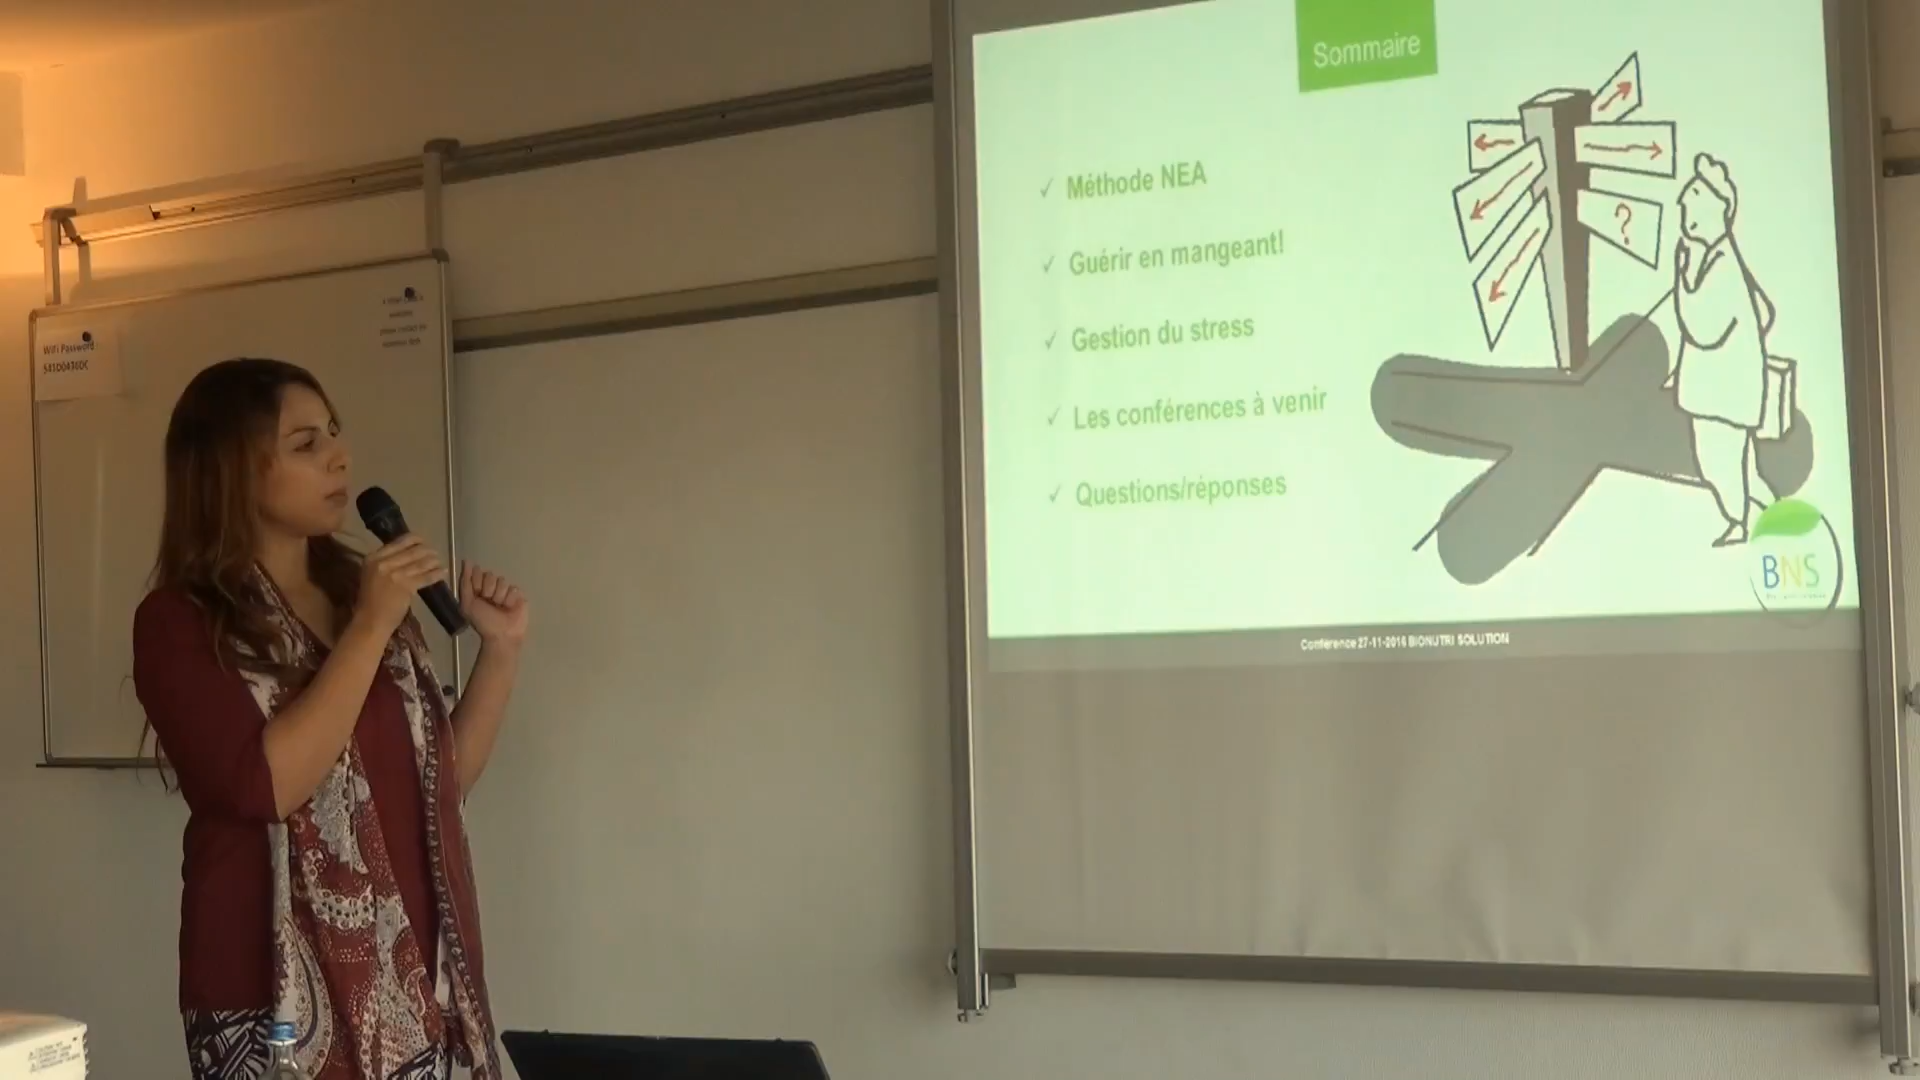 Sommaire
✓ Méthode NEA
✓ Guérir en mangeant!
✓ Gestion du stress
✓ Les conférences à venir
✓ Questions/réponses
?
BNS
Conférence 27-11-2016 BIONUTRI SOLUTION
WiFi Password